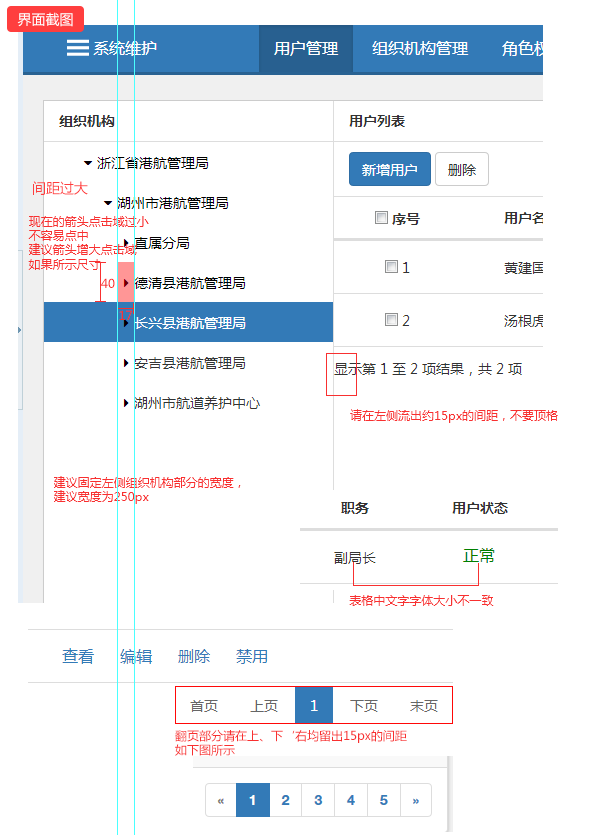 界面截图
系统维护 用户管理 组织机构管理 角色权
组织机构 用户列表
浙江省港航管理局
新增用户 删除
间距过大
湖州市港航管理局
现在的箭头点击域过小
不容易点中
建议箭头增大点击域
如果所示尺寸
序号 用户名
直属分局
40
德清县港航管理局
1 黄建国
长兴县港航管理局
2 汤根虎
安吉县港航管理局
显示第 1 至 2 项结果，共 2 项
湖州市航道养护中心
请在左侧流出约15px的间距，不要顶格
建议固定左侧组织机构部分的宽度，
建议宽度为250px
职务 用户状态
副局长 正常
表格中文字字体大小不一致
查看 编辑 删除 禁用
首页 上页 1 下页 末页
翻页部分请在上、下 右均留出15px的间距
如下图所示
« 1 2 3 4 5 »